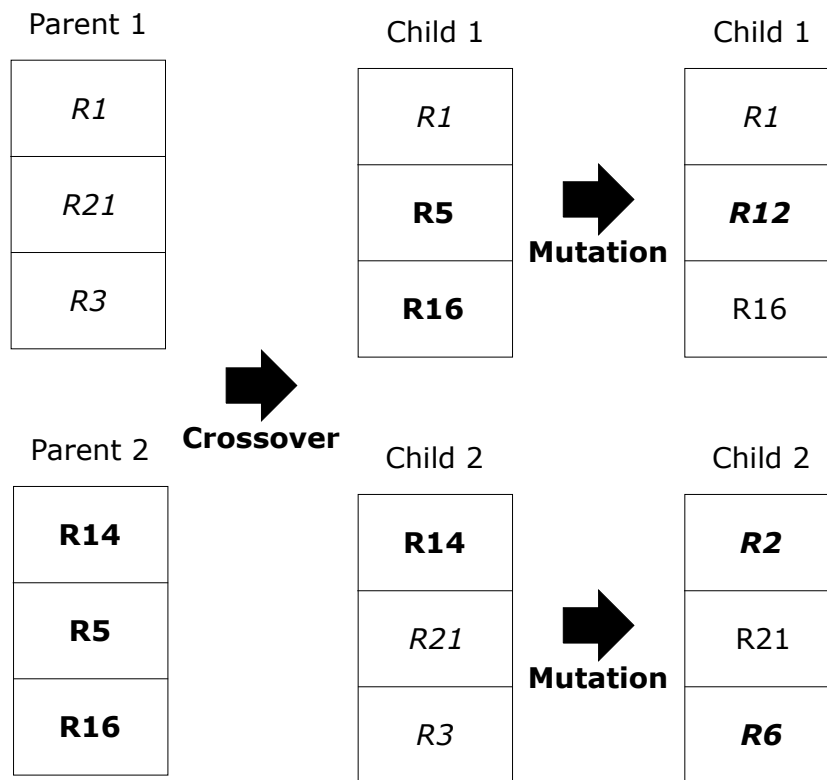 Parent 1
R1
R21
R3
Parent 2
R14
R5
R16
Crossover
Child 1
R1
R5
R16
Child 2
R14
R21
R3
Mutation
Mutation
Child 1
R1
R12
R16
Child 2
R2
R21
R6